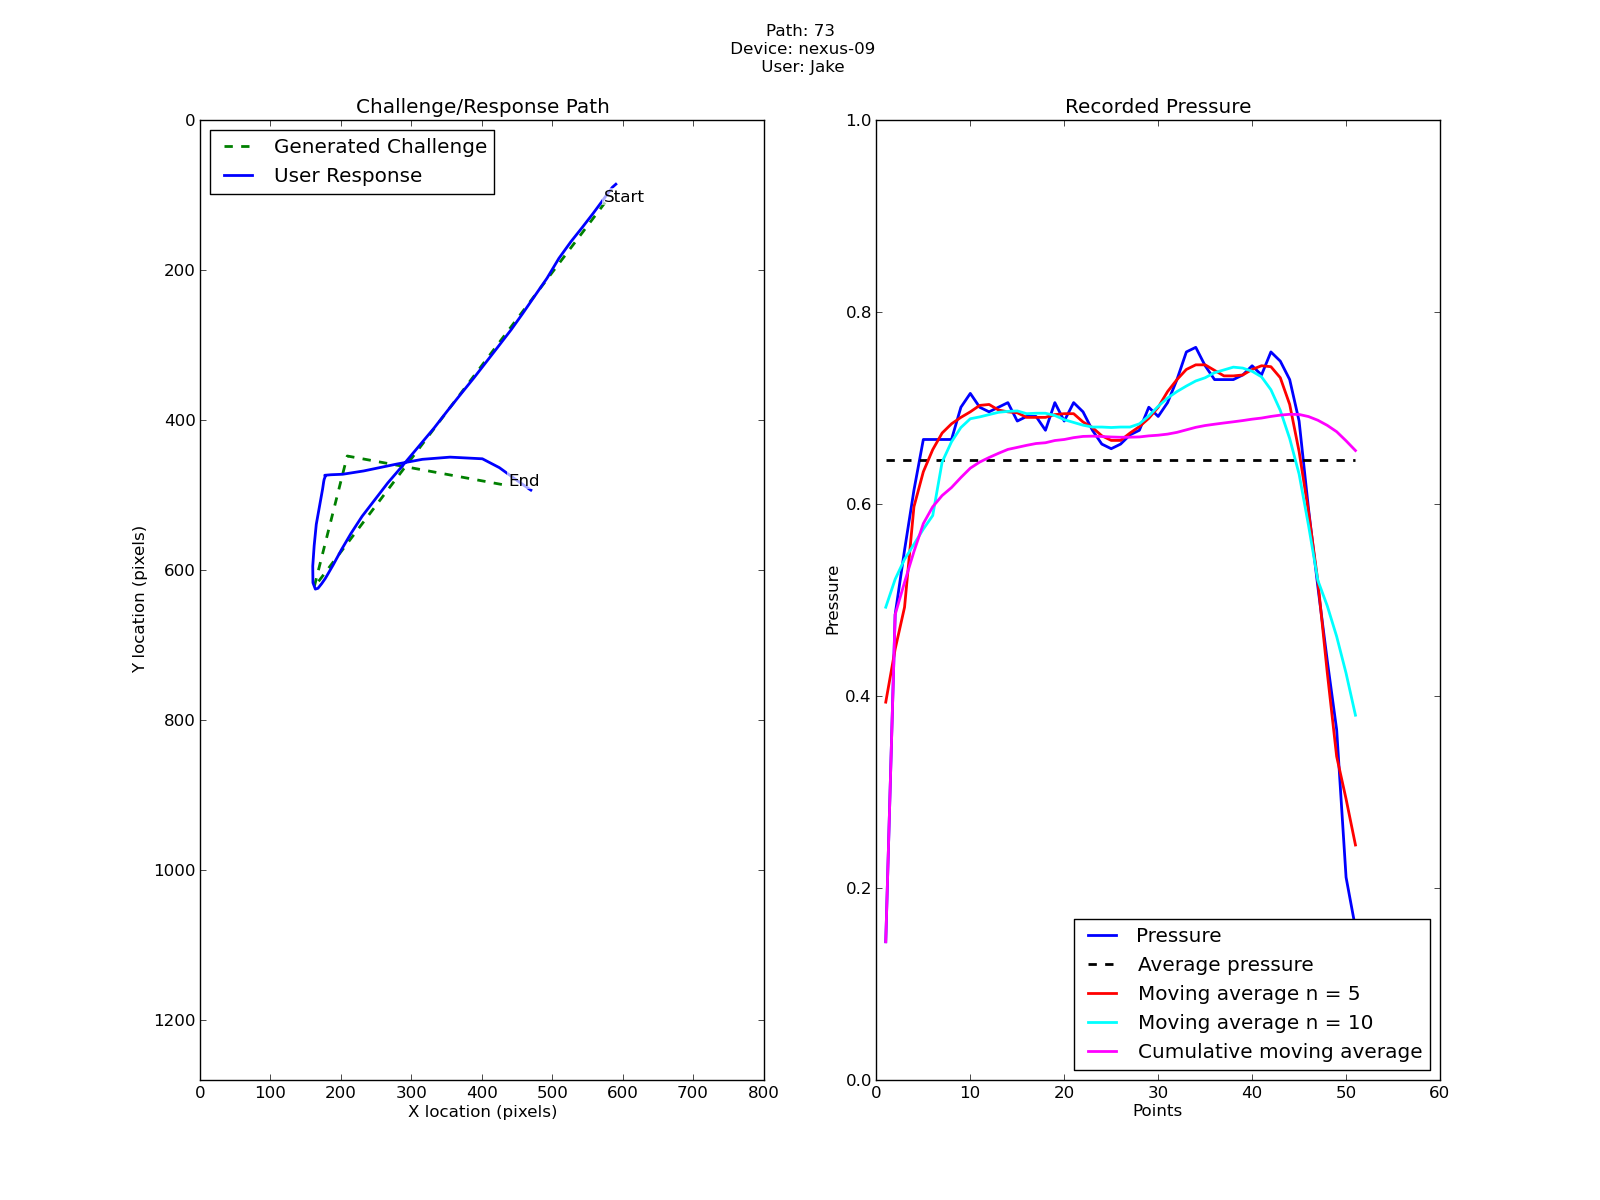 Path: 73
Device: nexus-09
User: Jake
Challenge/Response Path
Generated Challenge
User Response
Start
End
0
200
400
600
800
1000
1200
Y location (pixels)
0 100 200 300 400 500 600 700 800
X location (pixels)
Recorded Pressure
1.0
0.8
0.6
0.4
0.2
0.0
Pressure
Pressure
Average pressure
Moving average n = 5
Moving average n = 10
Cumulative moving average
0 10 20 30 40 50 60
Points